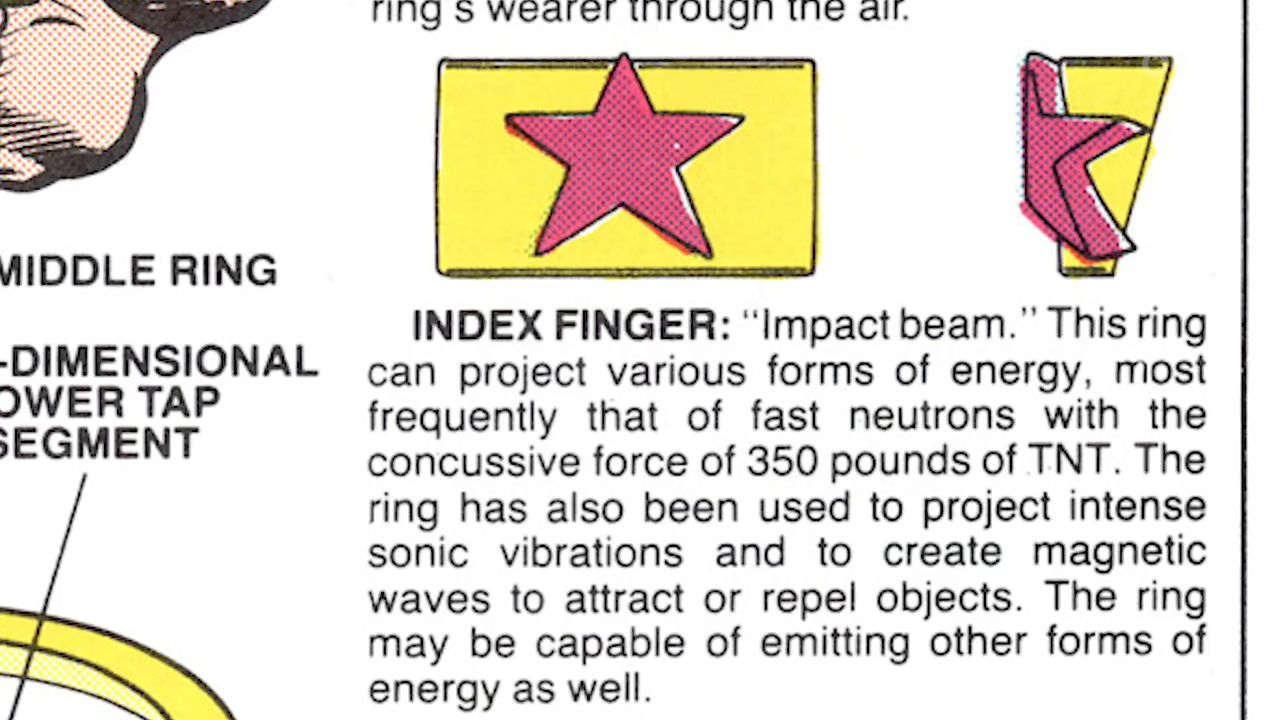 ring's wearer through the air.
MIDDLE RING
-DIMENSIONAL
OWER TAP
SEGMENT
INDEX FINGER: “Impact beam.” This ring
can project various forms of energy, most
frequently that of fast neutrons with the
concussive force of 350 pounds of TNT. The
ring has also been used to project intense
sonic vibrations and to create magnetic
waves to attract or repel objects. The ring
may be capable of emitting other forms of
energy as well.